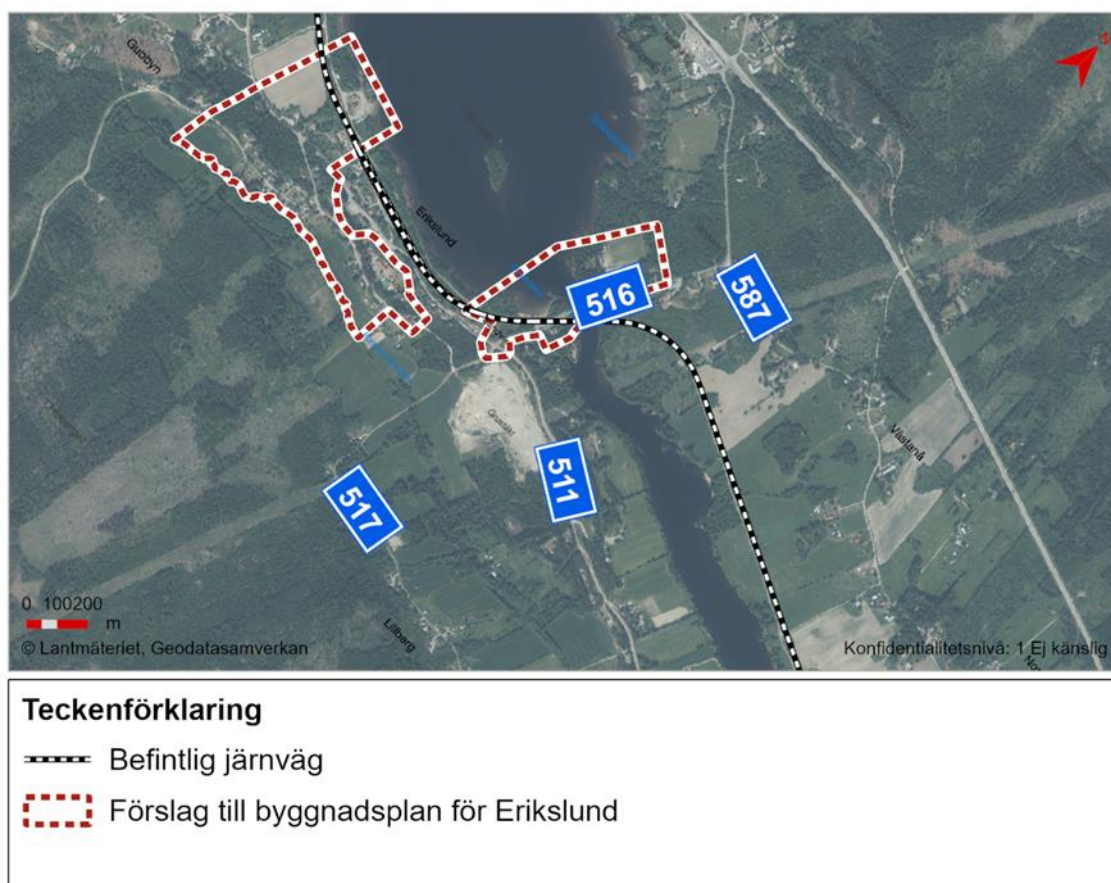 Gubbyn
Erikslund
516
587
Västanå
Grustäkt
511
517
0 100200
m
Lillberg
© Lantmäteriet, Geodatasamverkan
Konfidentialitetsnivå: 1 Ej känslig
Teckenförklaring
Befintlig järnväg
Förslag till byggnadsplan för Erikslund